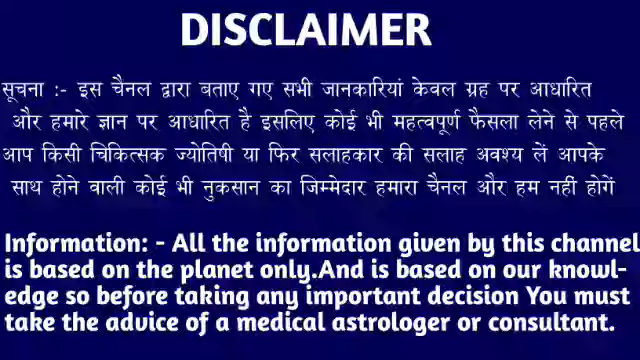 DISCLAIMER
सूचना :- इस चैनल द्वारा बताए गए सभी जानकारियां केवल ग्रह पर आधारित
और हमारे ज्ञान पर आधारित है इसलिए कोई भी महत्वपूर्ण फैसला लेने से पहले
आप किसी चिकित्सक ज्योतिषी या फिर सलाहकार की सलाह अवश्य लें आपके
साथ होने वाली कोई भी नुकसान का जिम्मेदार हमारा चैनल और हम नहीं होगें
Information: - All the information given by this channel
is based on the planet only.And is based on our knowl-
edge so before taking any important decision You must
take the advice of a medical astrologer or consultant.